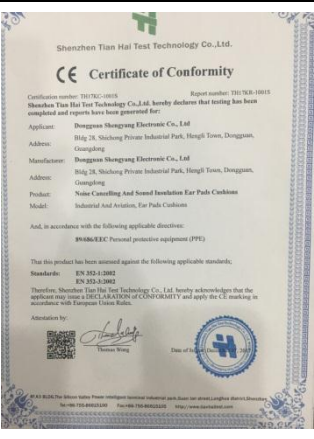 Shenzhen Tian Hai Test Technology Co.,Ltd.
CE Certificate of Conformity
Certification number: TH17KC-1001S
Report number: TH17KR-1001S
Shenzhen Tian Hai Test Technology Co.,Ltd. hereby declares that testing has been
completed and reports have been generated for:
Applicant: Dongguan Shengyang Electronic Co., Ltd
Address: Bldg 28, Shichong Private Industrial Park, Hengli Town, Dongguan,
Guangdong
Manufacturer: Dongguan Shengyang Electronic Co., Ltd
Address: Bldg 28, Shichong Private Industrial Park, Hengli Town, Dongguan,
Guangdong
Product: Noise Cancelling And Sound Insulation Ear Pads Cushions
Model: Industrial And Aviation, Ear Pads Cushions
And, in accordance with the following applicable directives:
89/686/EEC Personal protective equipment (PPE)
That this product has been assessed against the following applicable standards;
Standards: EN 352-1:2002
EN 352-3:2002
Therefore, Shenzhen Tian Hai Test Technology Co., Ltd. hereby acknowledges that the
applicant may issue a DECLARATION of CONFORMITY and apply the CE marking in
accordance with European Union Rules.
Attestation by:
Thomas Wong
Date of